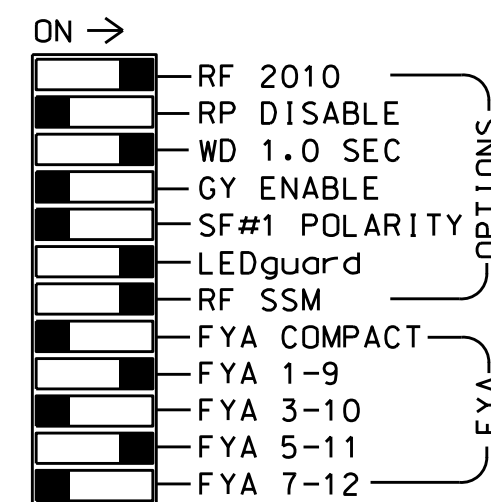 ON →
RF 2010
RP DISABLE
WD 1.0 SEC
GY ENABLE
SF#1 POLARITY
LEDguard
RF SSM
FYA COMPACT
FYA 1-9
FYA 3-10
FYA 5-11
FYA 7-12
OPTIONS
FYA